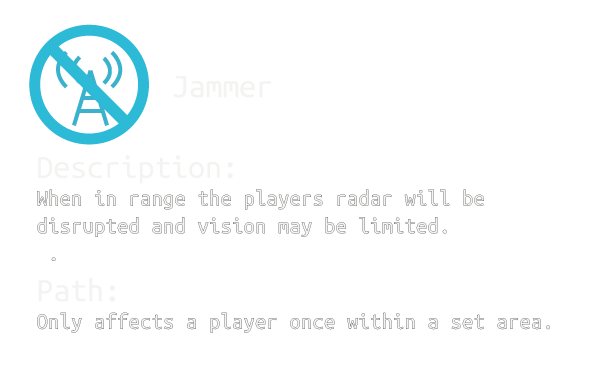 Jammer
Description:
When in range the players radar will be
disrupted and vision may be limited.
.
Path:
Only affects a player once within a set area.